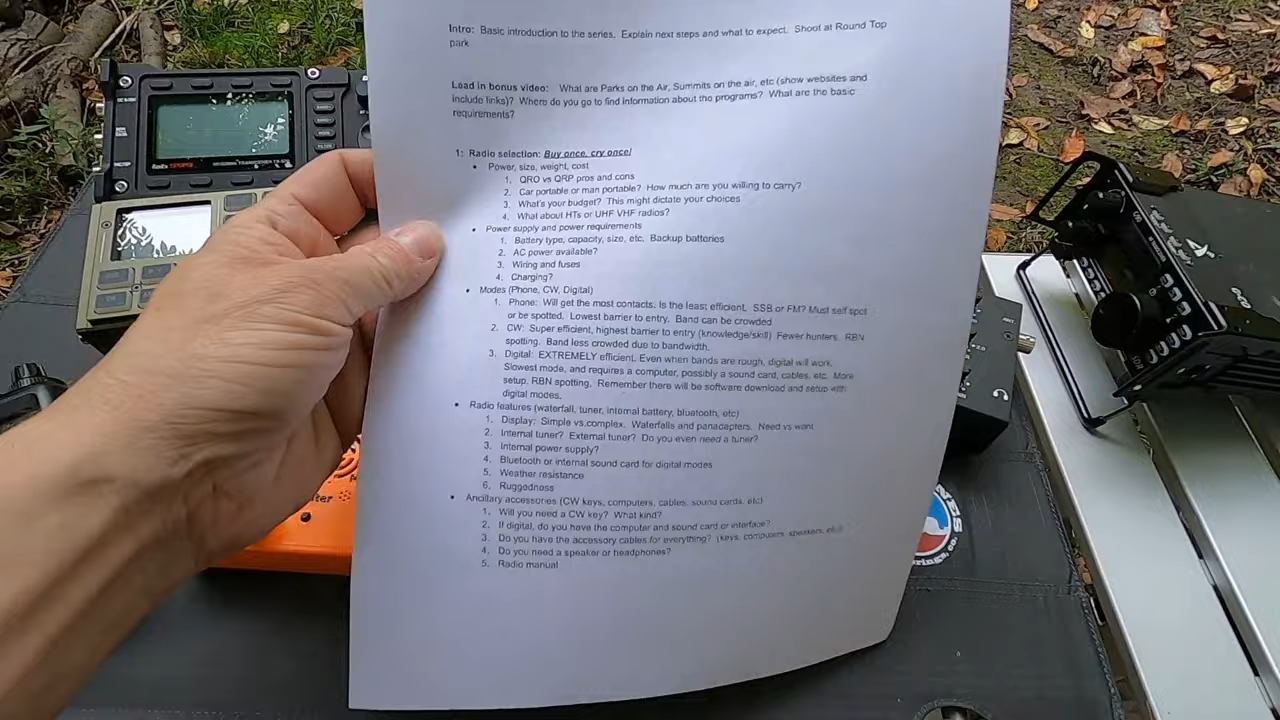 Intro: Basic introduction to the series. Explain next steps and what to expect. Shoot at Round Top
park
Lead in bonus video: What are Parks on the Air, Summits on the air, etc (show websites and
include links)? Where do you go to find information about the programs? What are the basic
requirements?
1: Radio selection: Buy once, cry once!
• Power, size, weight, cost
1. QRO vs QRP pros and cons
2. Car portable or man portable? How much are you willing to carry?
3. What's your budget? This might dictate your choices
4. What about HTs or UHF VHF radios?
• Power supply and power requirements
1. Battery type, capacity, size, etc. Backup batteries
2. AC power available?
3. Wiring and fuses
4. Charging?
• Modes (Phone, CW, Digital)
1. Phone: Will get the most contacts. Is the least efficient. SSB or FM? Must self spot
or be spotted. Lowest barrier to entry. Band can be crowded
2. CW: Super efficient, highest barrier to entry (knowledge/skill) Fewer hunters. RBN
spotting. Band less crowded due to bandwidth.
3. Digital: EXTREMELY efficient. Even when bands are rough, digital will work.
Slowest mode, and requires a computer, possibly a sound card, cables, etc. More
setup. RBN spotting. Remember there will be software download and setup with
digital modes.
• Radio features (waterfall, tuner, internal battery, bluetooth, etc)
1. Display: Simple vs complex. Waterfalls and panadapters. Need vs want
2. Internal tuner? External tuner? Do you even need a tuner?
3. Internal power supply?
4. Bluetooth or internal sound card for digital modes
5. Weather resistance
6. Ruggedness
• Ancillary accessories (CW keys, computers, cables, sound cards, etc)
1. Will you need a CW key? What kind?
2. If digital, do you have the computer and sound card or interface?
3. Do you have the accessory cables for everything? (keys, computers, speakers, etc)
4. Do you need a speaker or headphones?
5. Radio manual